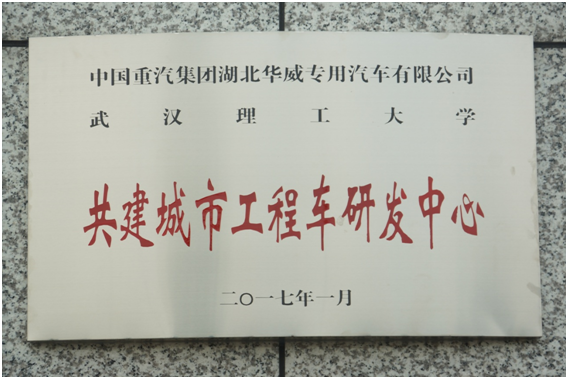 中国重汽集团湖北华威专用汽车有限公司
武汉理工大学
共建城市工程车研发中心
二〇一七年一月